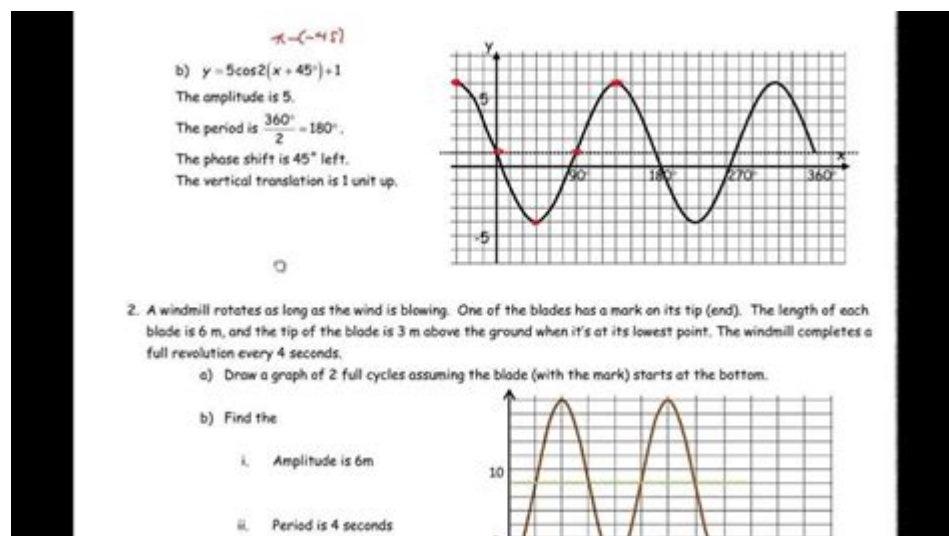 x-(-45)
b) y = 5cos2(x + 45°)+1
The amplitude is 5.
The period is 360°/2 = 180°.
The phase shift is 45° left.
The vertical translation is 1 unit up.
y
5
x
90° 180° 270° 360°
-5
2. A windmill rotates as long as the wind is blowing. One of the blades has a mark on its tip (end). The length of each
blade is 6 m, and the tip of the blade is 3 m above the ground when it's at its lowest point. The windmill completes a
full revolution every 4 seconds.
a) Draw a graph of 2 full cycles assuming the blade (with the mark) starts at the bottom.
b) Find the
i. Amplitude is 6m
10
ii. Period is 4 seconds